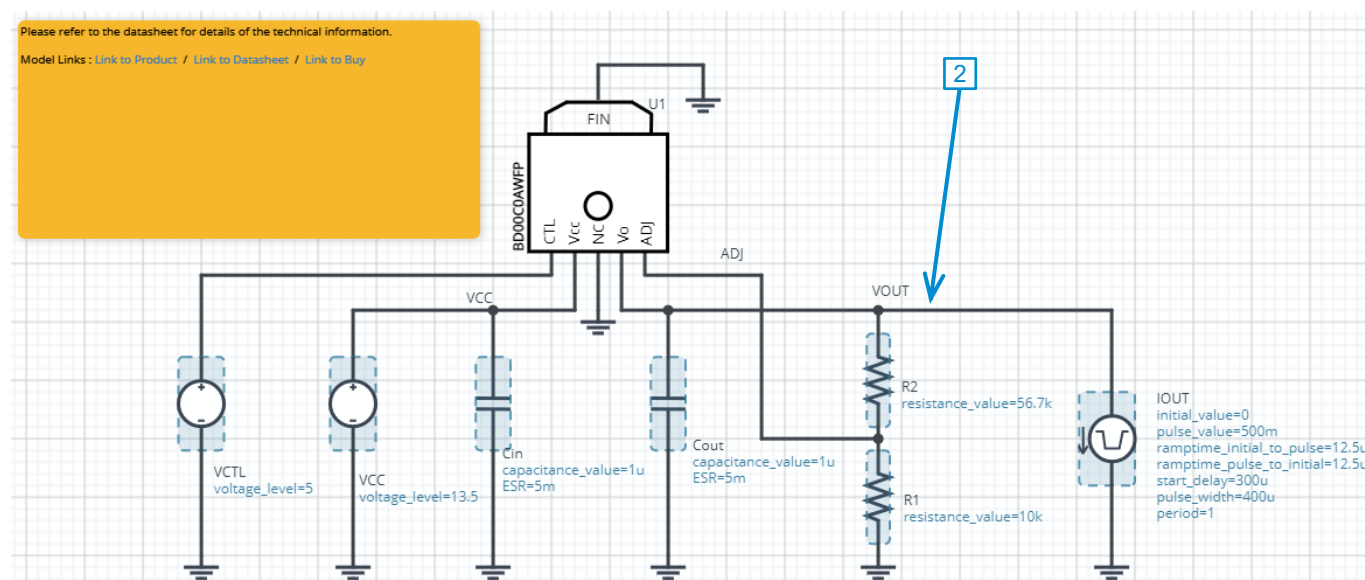 Please refer to the datasheet for details of the technical information.
Model Links : Link to Product / Link to Datasheet / Link to Buy
2
U1
FIN
BD00C0AWFP
CTL
Vcc
NC
Vo
ADJ
ADJ
VCC
VOUT
VCTL
voltage_level=5
VCC
voltage_level=13.5
Cin
capacitance_value=1u
ESR=5m
Cout
capacitance_value=1u
ESR=5m
R2
resistance_value=56.7k
R1
resistance_value=10k
IOUT
initial_value=0
pulse_value=500m
ramptime_initial_to_pulse=12.5u
ramptime_pulse_to_initial=12.5u
start_delay=300u
pulse_width=400u
period=1